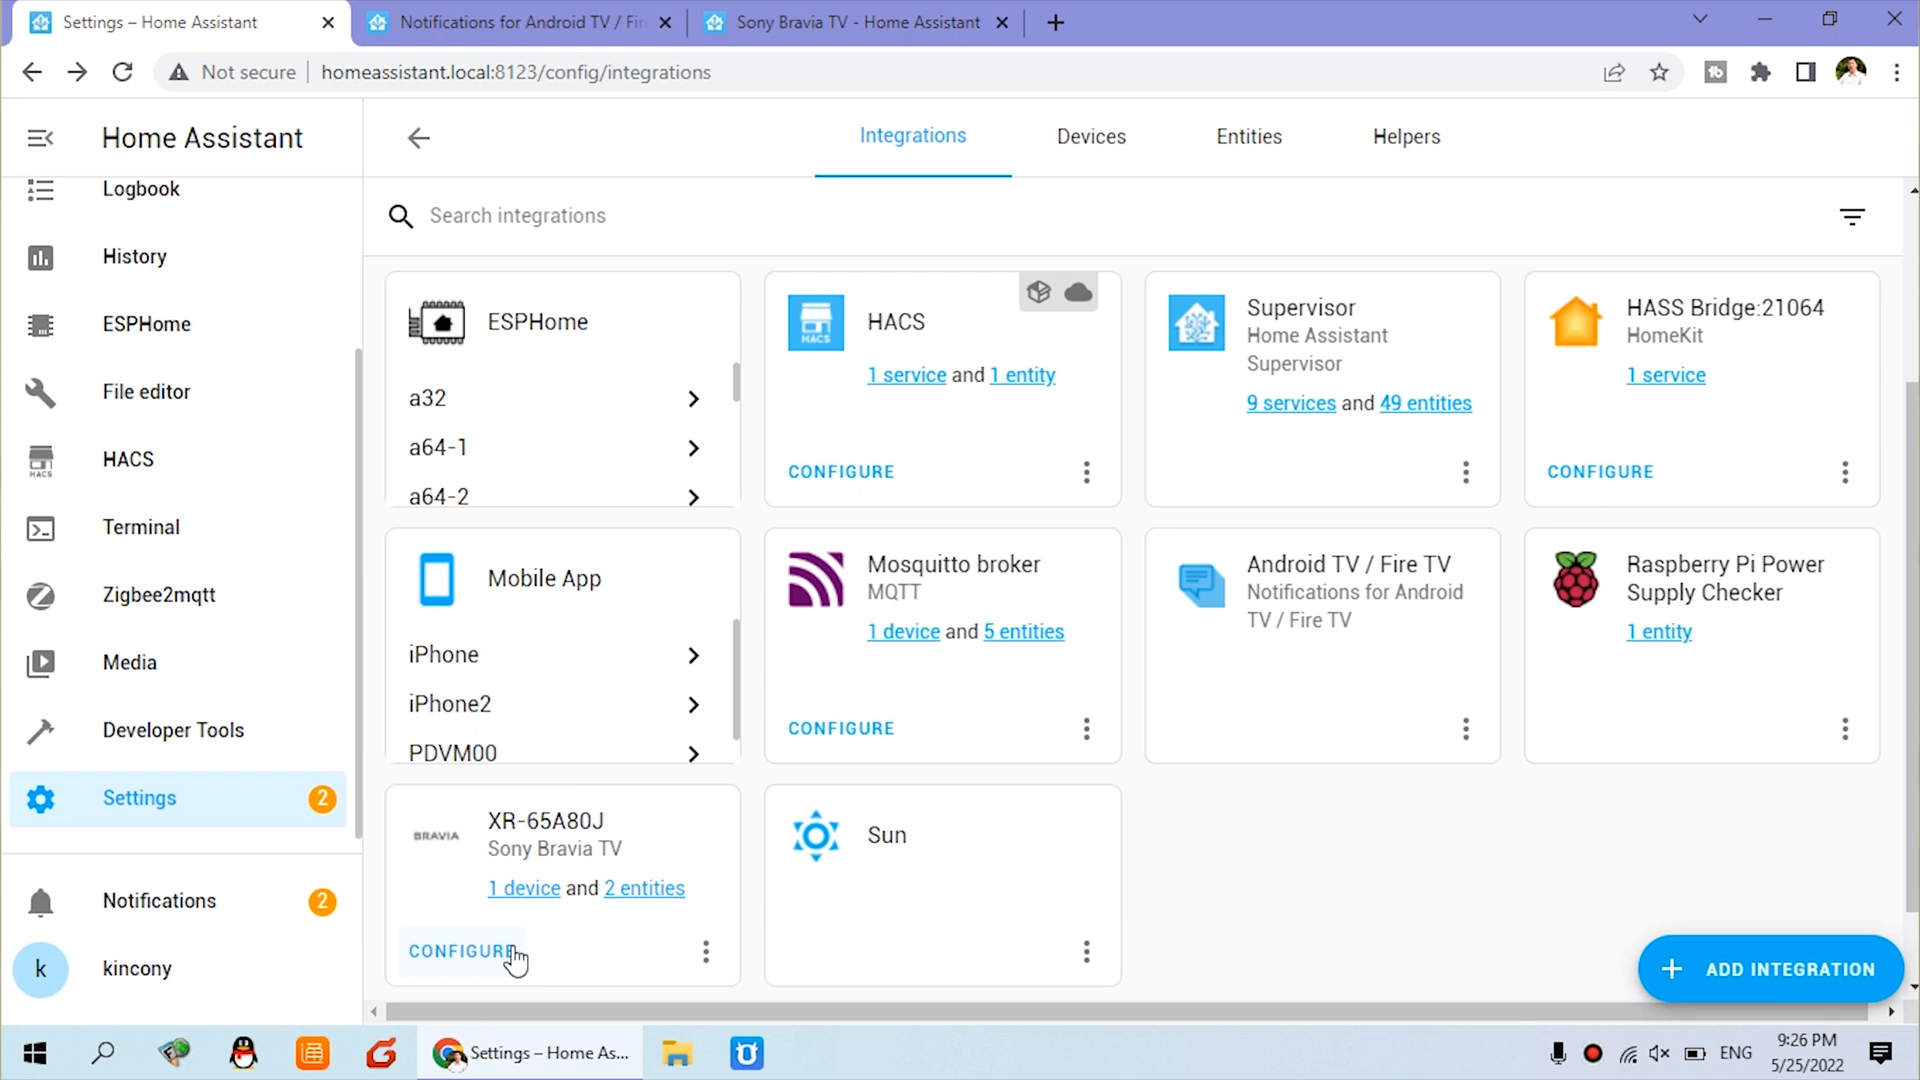 Settings – Home Assistant
Notifications for Android TV / Fir
Sony Bravia TV - Home Assistant
Not secure
homeassistant.local:8123/config/integrations
Home Assistant
Integrations
Devices
Entities
Helpers
Logbook
History
ESPHome
File editor
HACS
Terminal
Zigbee2mqtt
Media
Developer Tools
Settings
2
Notifications
2
k
kincony
Search integrations
ESPHome
a32
a64-1
a64-2
HACS
HACS
1 service and 1 entity
CONFIGURE
Supervisor
Home Assistant
Supervisor
9 services and 49 entities
HASS Bridge:21064
HomeKit
1 service
CONFIGURE
Mobile App
iPhone
iPhone2
PDVM00
Mosquitto broker
MQTT
1 device and 5 entities
CONFIGURE
Android TV / Fire TV
Notifications for Android
TV / Fire TV
Raspberry Pi Power
Supply Checker
1 entity
BRAVIA
XR-65A80J
Sony Bravia TV
1 device and 2 entities
CONFIGURE
Sun
ADD INTEGRATION
Settings – Home As...
ENG
9:26 PM
5/25/2022